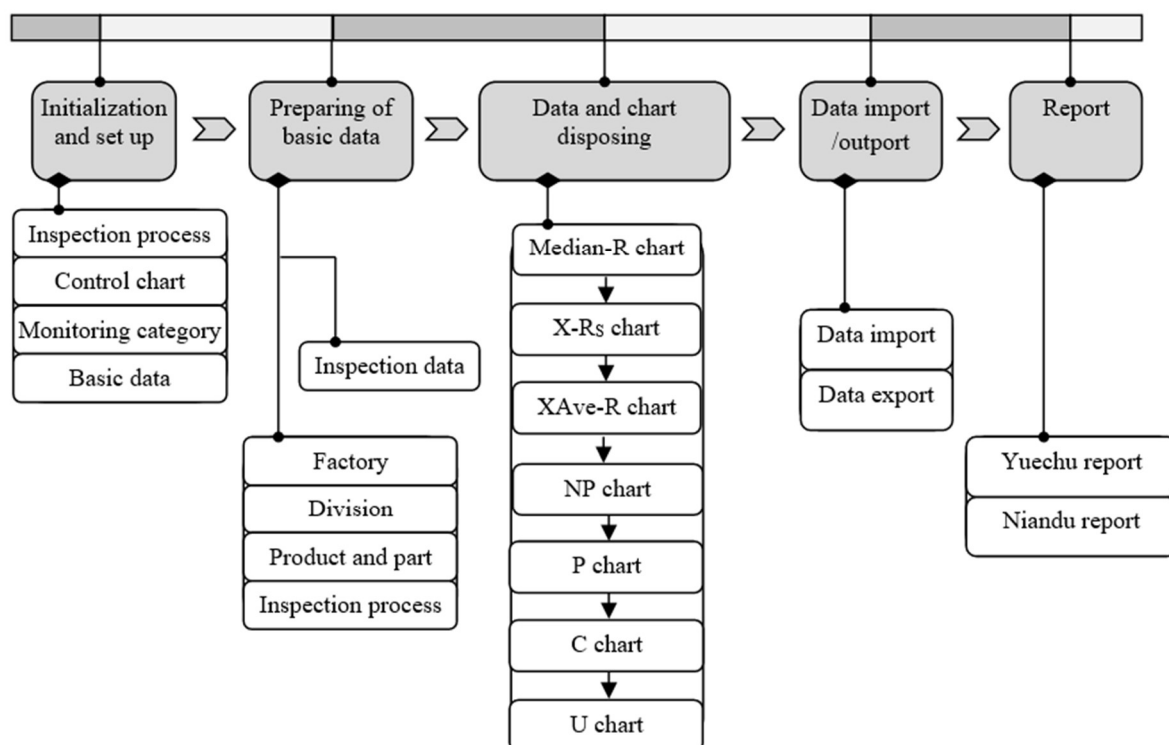 Initialization
and set up
Preparing of
basic data
Data and chart
disposing
Data import
/outport
Report
Inspection process
Control chart
Monitoring category
Basic data
Inspection data
Factory
Division
Product and part
Inspection process
Median-R chart
X-Rs chart
XAve-R chart
NP chart
P chart
C chart
U chart
Data import
Data export
Yuechu report
Niandu report